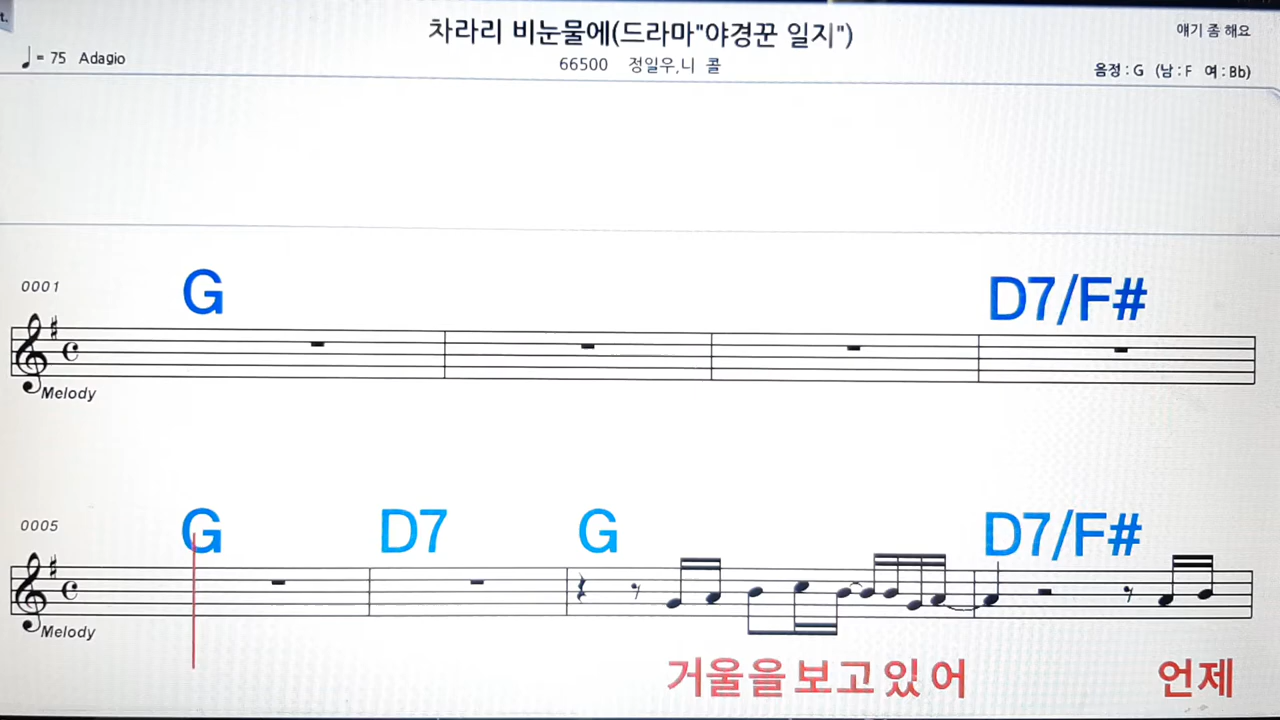 t.
차라리 비눈물에(드라마"야경꾼 일지")
얘기 좀 해요
= 75 Adagio
66500 정일우,니 콜
음정 : G (남 : F 여 : Bb)
0001
G D7/F#
Melody
0005
G D7 G D7/F#
Melody
거울을 보고 있 어 언제